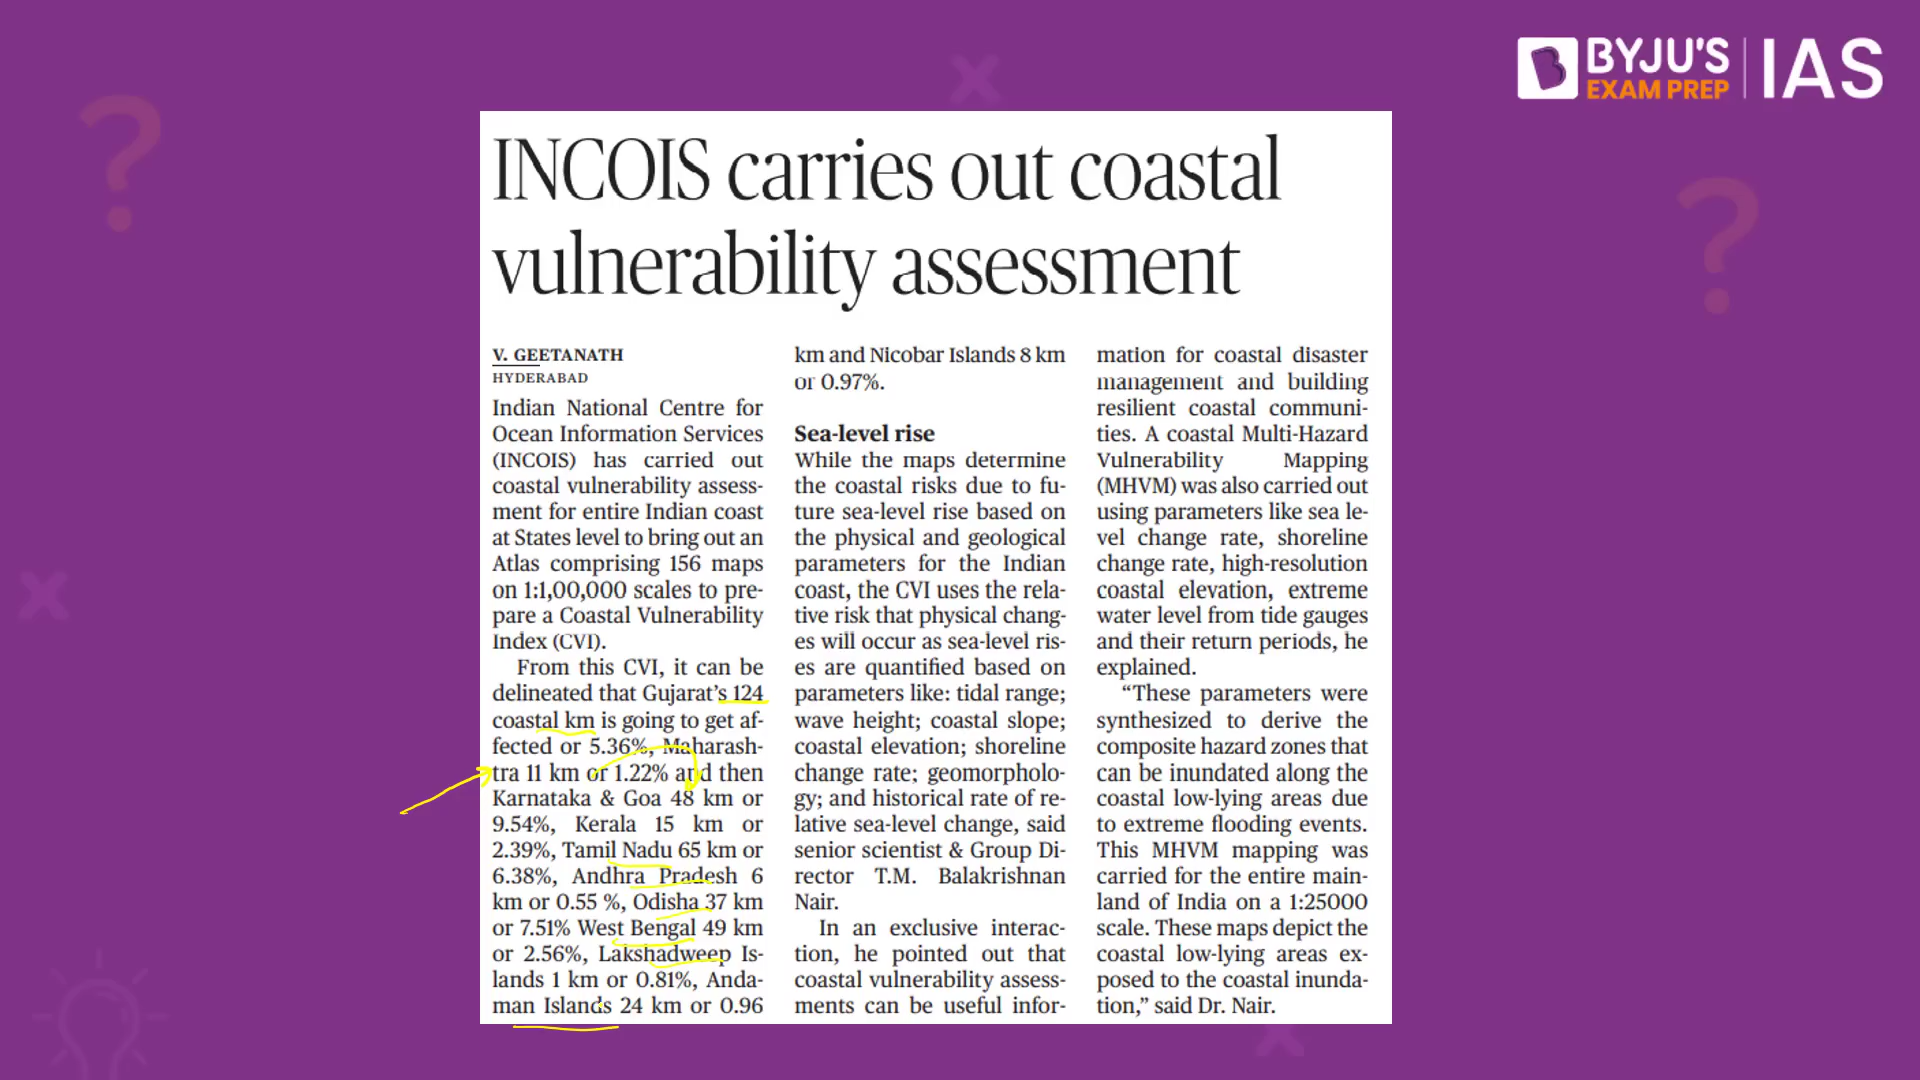 BYJU'S
EXAM PREP
IAS
INCOIS carries out coastal
vulnerability assessment
V. GEETANATH
HYDERABAD
Indian National Centre for
Ocean Information Services
(INCOIS) has carried out
coastal vulnerability assess-
ment for entire Indian coast
at States level to bring out an
Atlas comprising 156 maps
on 1:1,00,000 scales to pre-
pare a Coastal Vulnerability
Index (CVI).
From this CVI, it can be
delineated that Gujarat's 124
coastal km is going to get af-
fected or 5.36%, Maharash-
tra 11 km or 1.22% and then
Karnataka & Goa 48 km or
9.54%, Kerala 15 km or
2.39%, Tamil Nadu 65 km or
6.38%, Andhra Pradesh 6
km or 0.55 %, Odisha 37 km
or 7.51% West Bengal 49 km
or 2.56%, Lakshadweep Is-
lands 1 km or 0.81%, Anda-
man Islands 24 km or 0.96
km and Nicobar Islands 8 km
or 0.97%.
Sea-level rise
While the maps determine
the coastal risks due to fu-
ture sea-level rise based on
the physical and geological
parameters for the Indian
coast, the CVI uses the rela-
tive risk that physical chang-
es will occur as sea-level ris-
es are quantified based on
parameters like: tidal range;
wave height; coastal slope;
coastal elevation; shoreline
change rate; geomorpholo-
gy; and historical rate of re-
lative sea-level change, said
senior scientist & Group Di-
rector T.M. Balakrishnan
Nair.
In an exclusive interac-
tion, he pointed out that
coastal vulnerability assess-
ments can be useful infor-
mation for coastal disaster
management and building
resilient coastal communi-
ties. A coastal Multi-Hazard
Vulnerability Mapping
(MHVM) was also carried out
using parameters like sea le-
vel change rate, shoreline
change rate, high-resolution
coastal elevation, extreme
water level from tide gauges
and their return periods, he
explained.
“These parameters were
synthesized to derive the
composite hazard zones that
can be inundated along the
coastal low-lying areas due
to extreme flooding events.
This MHVM mapping was
carried for the entire main-
land of India on a 1:25000
scale. These maps depict the
coastal low-lying areas ex-
posed to the coastal inunda-
tion,” said Dr. Nair.